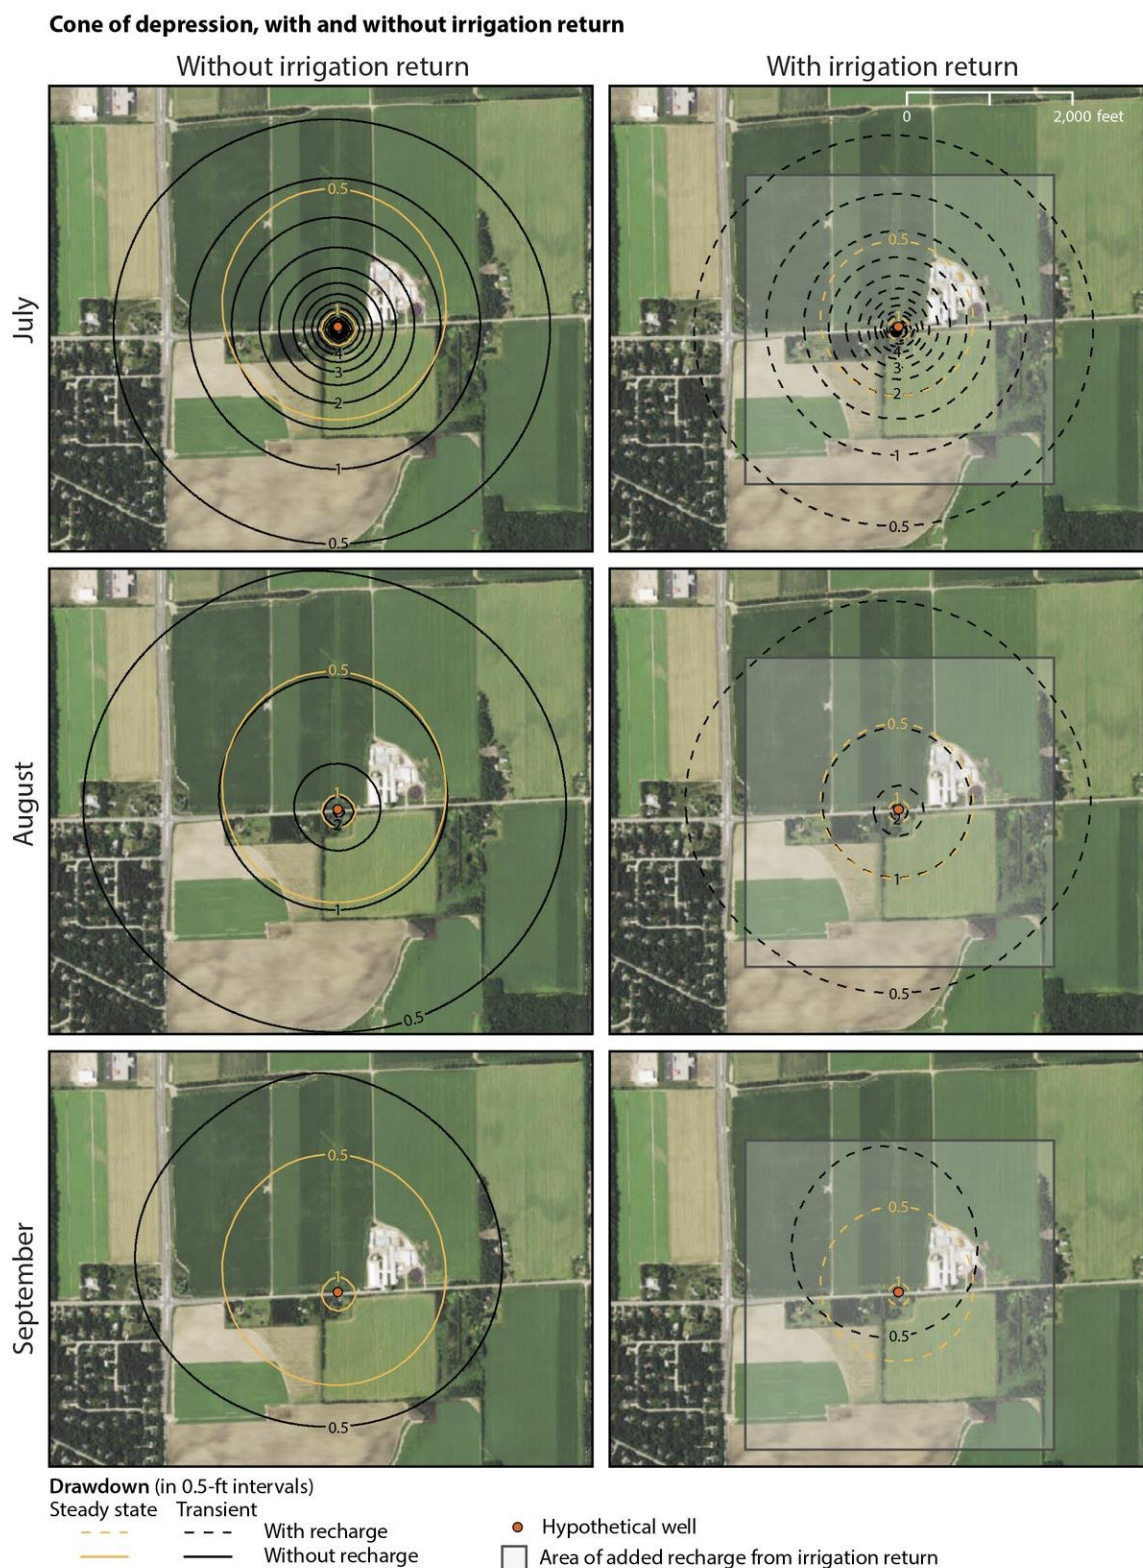 Cone of depression, with and without irrigation return
Without irrigation return
With irrigation return
July
0.5
4
3
2
1
0.5
0
2,000 feet
0.5
4
3
2
1
0.5
August
0.5
1
2
1
0.5
0.5
1
2
1
0.5
September
0.5
1
0.5
0.5
1
0.5
Drawdown (in 0.5-ft intervals)
Steady state Transient
With recharge
Without recharge
Hypothetical well
Area of added recharge from irrigation return